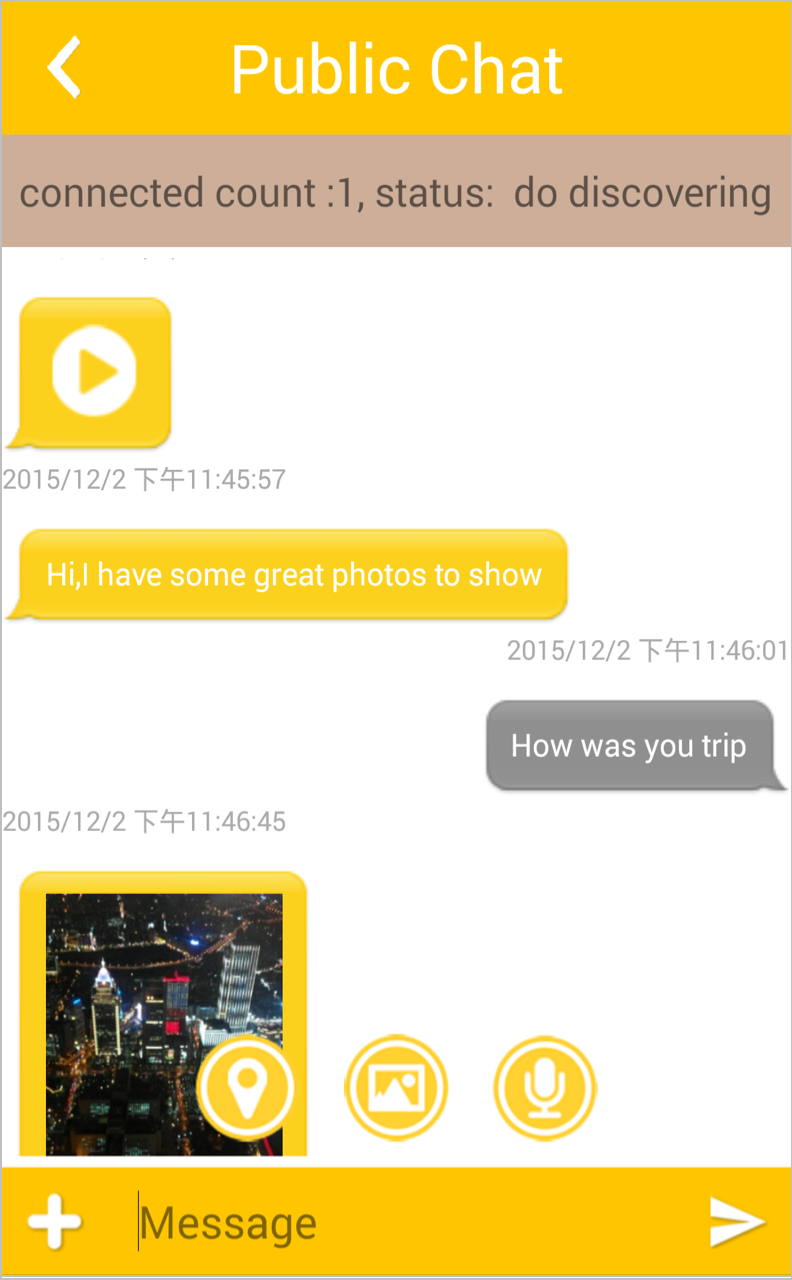 Public Chat
connected count :1, status:  do discovering
2015/12/2 下午11:45:57
Hi,I have some great photos to show
2015/12/2 下午11:46:01
How was you trip
2015/12/2 下午11:46:45
Message